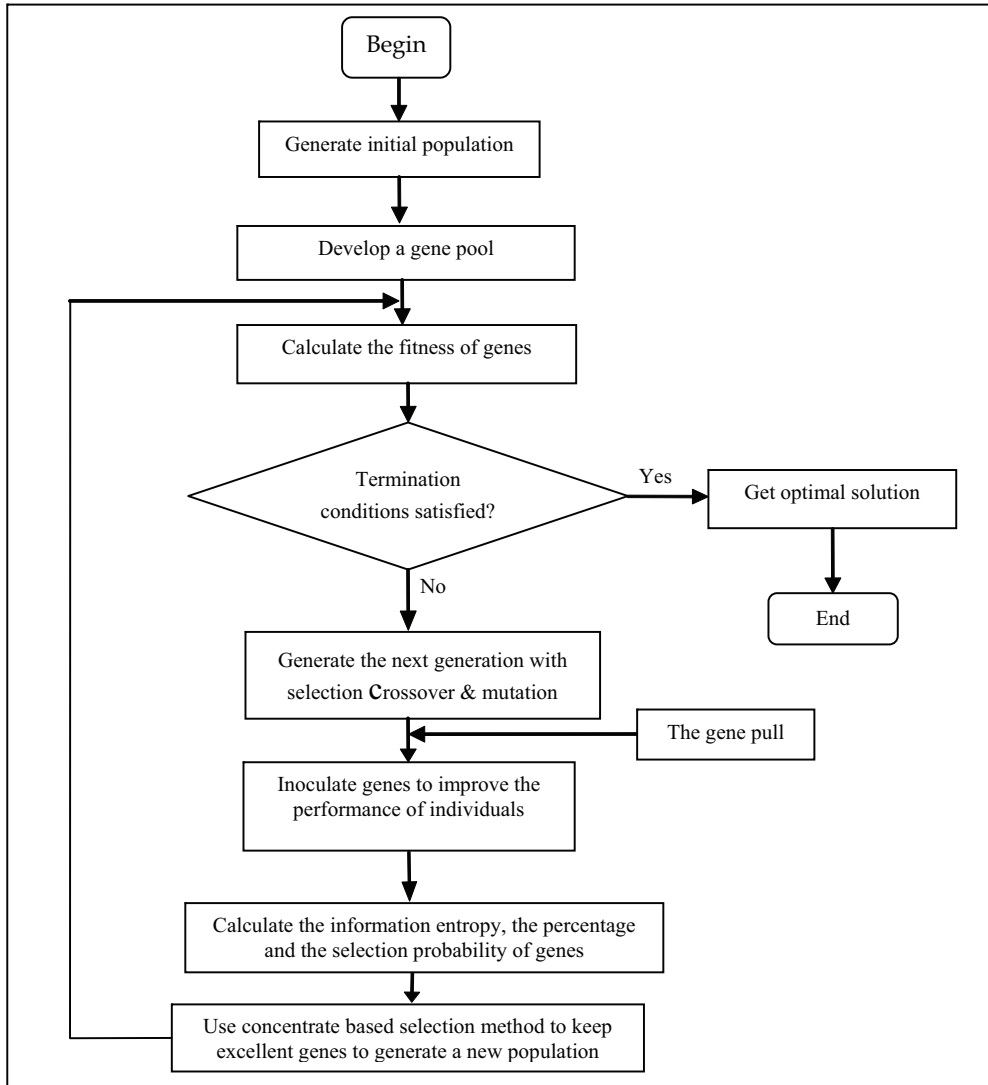 Begin
Generate initial population
Develop a gene pool
Calculate the fitness of genes
Termination
conditions satisfied?
Yes
Get optimal solution
End
No
Generate the next generation with
selection Crossover & mutation
The gene pull
Inoculate genes to improve the
performance of individuals
Calculate the information entropy, the percentage
and the selection probability of genes
Use concentrate based selection method to keep
excellent genes to generate a new population